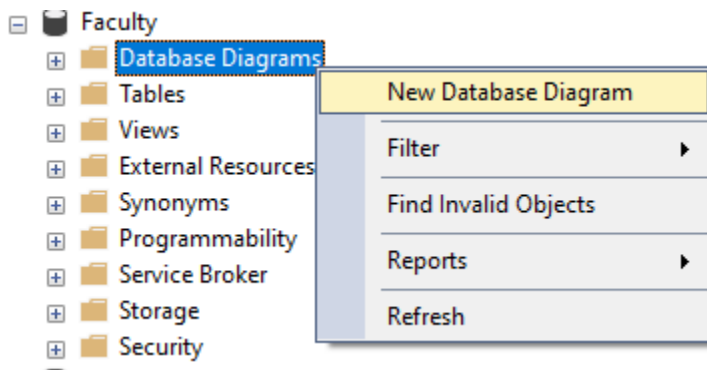 Faculty
Database Diagrams
Tables
Views
External Resources
Synonyms
Programmability
Service Broker
Storage
Security
New Database Diagram
Filter
Find Invalid Objects
Reports
Refresh